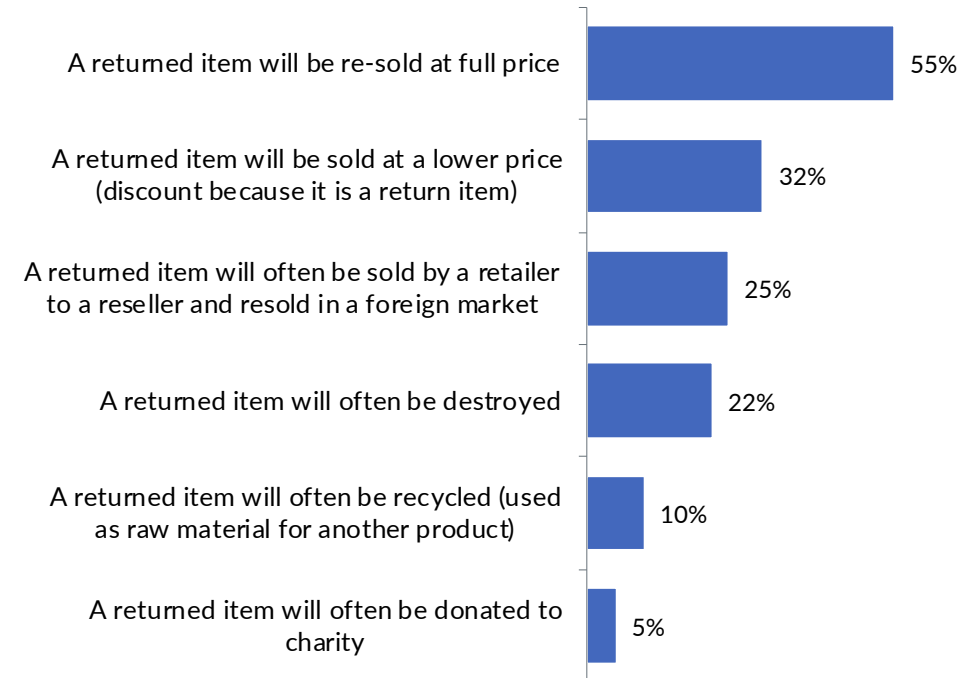 A returned item will be re-sold at full price
55%
A returned item will be sold at a lower price
(discount because it is a return item)
32%
A returned item will often be sold by a retailer
to a reseller and resold in a foreign market
25%
A returned item will often be destroyed
22%
A returned item will often be recycled (used
as raw material for another product)
10%
A returned item will often be donated to
charity
5%